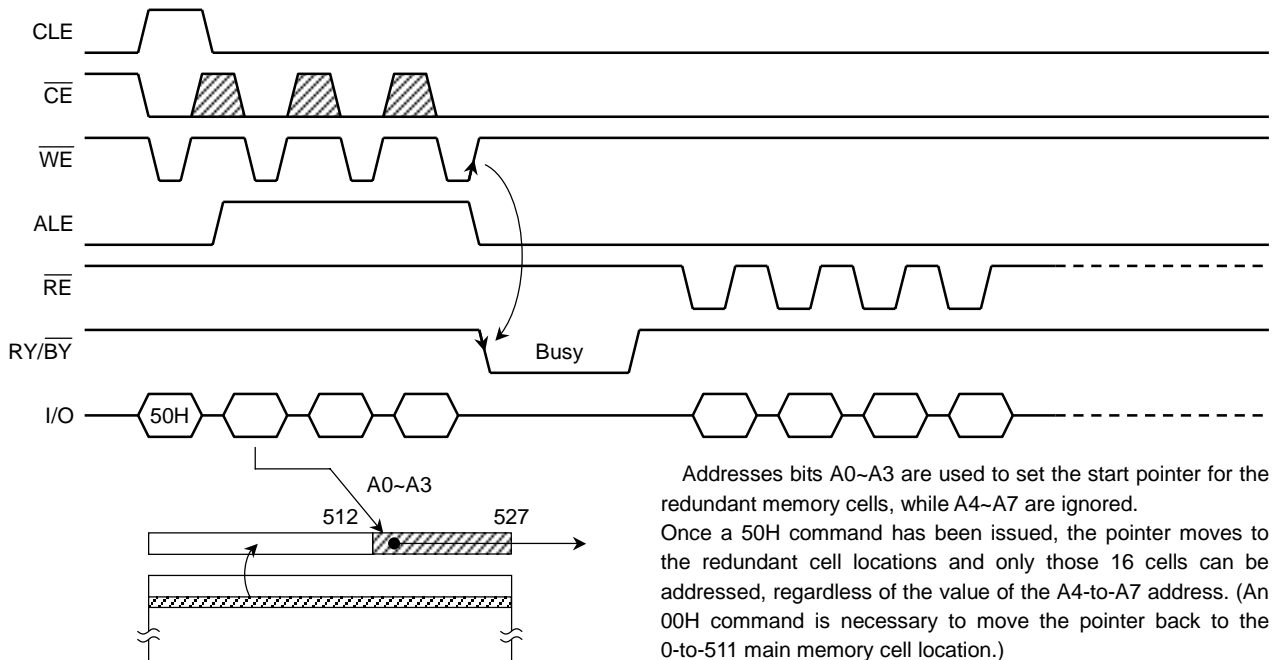 CLE
CE
WE
ALE
RE
RY/BY
Busy
I/O
50H
A0~A3
512
527
Addresses bits A0~A3 are used to set the start pointer for the
redundant memory cells, while A4~A7 are ignored.
Once a 50H command has been issued, the pointer moves to
the redundant cell locations and only those 16 cells can be
addressed, regardless of the value of the A4-to-A7 address. (An
00H command is necessary to move the pointer back to the
0-to-511 main memory cell location.)